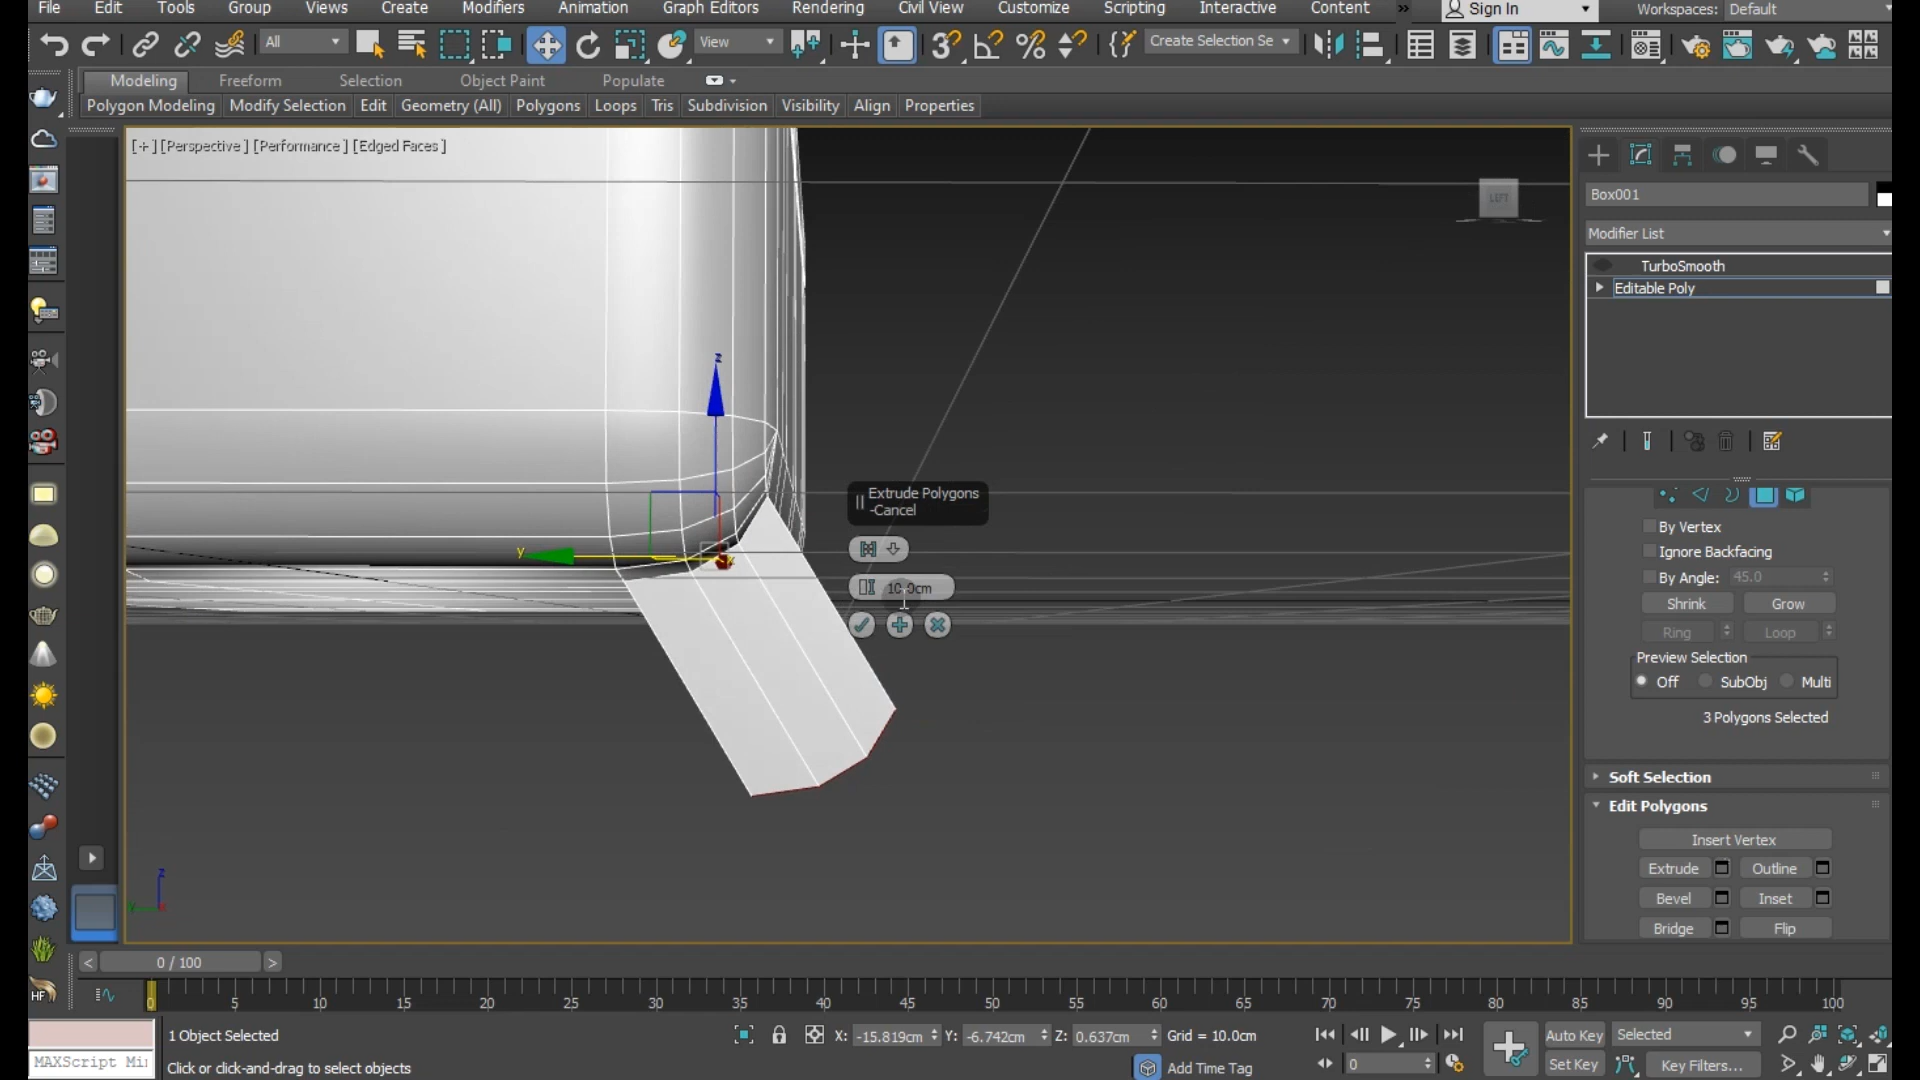 File Edit Tools Group Views Create Modifiers Animation Graph Editors Rendering Civil View Customize Scripting Interactive Content » Sign In Workspaces: Default
All View Create Selection Se
Modeling Freeform Selection Object Paint Populate
Polygon Modeling Modify Selection Edit Geometry (All) Polygons Loops Tris Subdivision Visibility Align Properties
[+] [Perspective] [Performance] [Edged Faces]
LEFT
Box001
Modifier List
TurboSmooth
Editable Poly
z
y
x
Extrude Polygons
-Cancel
10.0cm
By Vertex
Ignore Backfacing
By Angle: 45.0
Shrink Grow
Ring Loop
Preview Selection
Off SubObj Multi
3 Polygons Selected
Soft Selection
Edit Polygons
Insert Vertex
Extrude Outline
Bevel Inset
Bridge Flip
z
y
x
HF
< 0 / 100 >
0 5 10 15 20 25 30 35 40 45 50 55 60 65 70 75 80 85 90 95 100
1 Object Selected X: -15.819cm Y: -6.742cm Z: 0.637cm Grid = 10.0cm Auto Key Selected
MAXScript Mi Click or click-and-drag to select objects Add Time Tag 0 Set Key Key Filters...